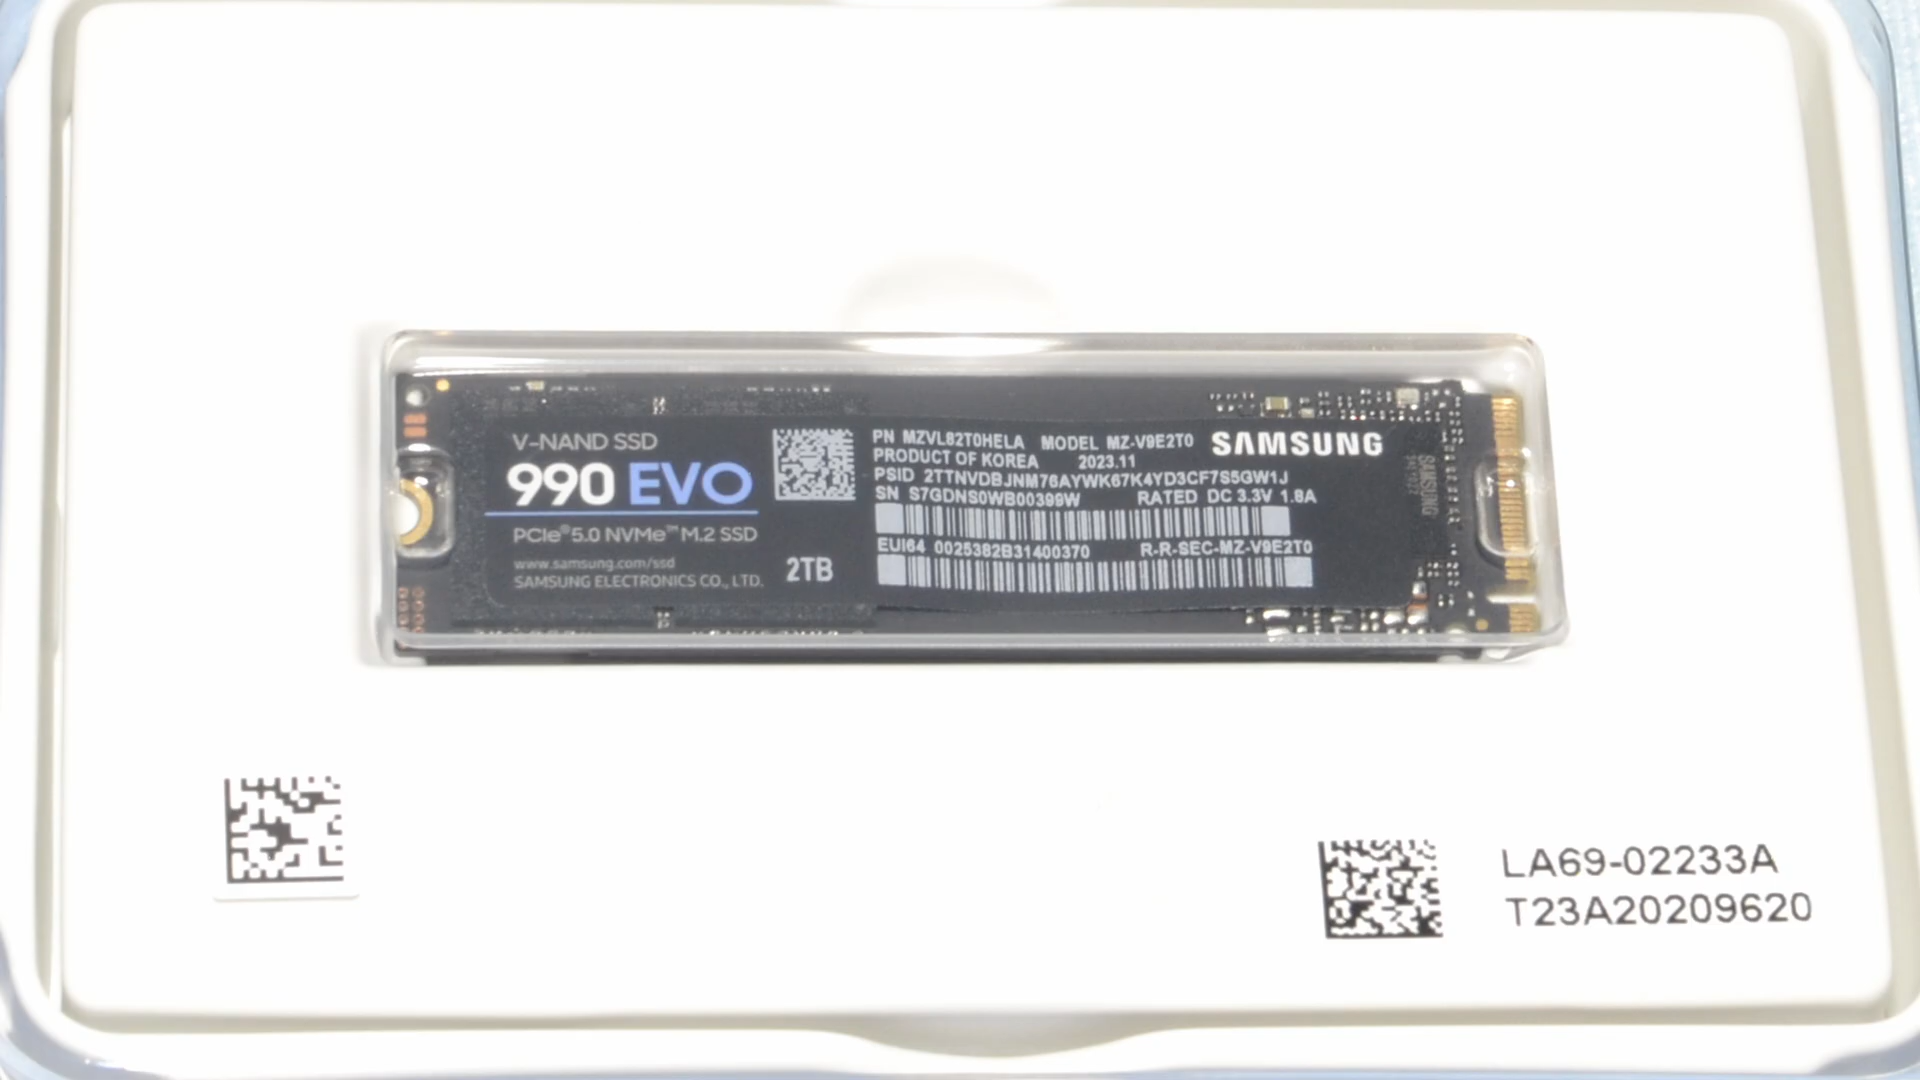 V-NAND SSD
990 EVO
PCIe®5.0 NVMe™ M.2 SSD
www.samsung.com/ssd
SAMSUNG ELECTRONICS CO., LTD.
2TB
PN MZVL82T0HELA MODEL MZ-V9E2T0
SAMSUNG
PRODUCT OF KOREA 2023.11
PSID 2TTNVDBJNM76AYWK67K4YD3CF7S5GW1J
SN S7GDNS0WB00399W RATED DC 3.3V 1.8A
EUI64 0025382B31400370 R-R-SEC-MZ-V9E2T0
SAMSUNG
LA69-02233A
T23A20209620